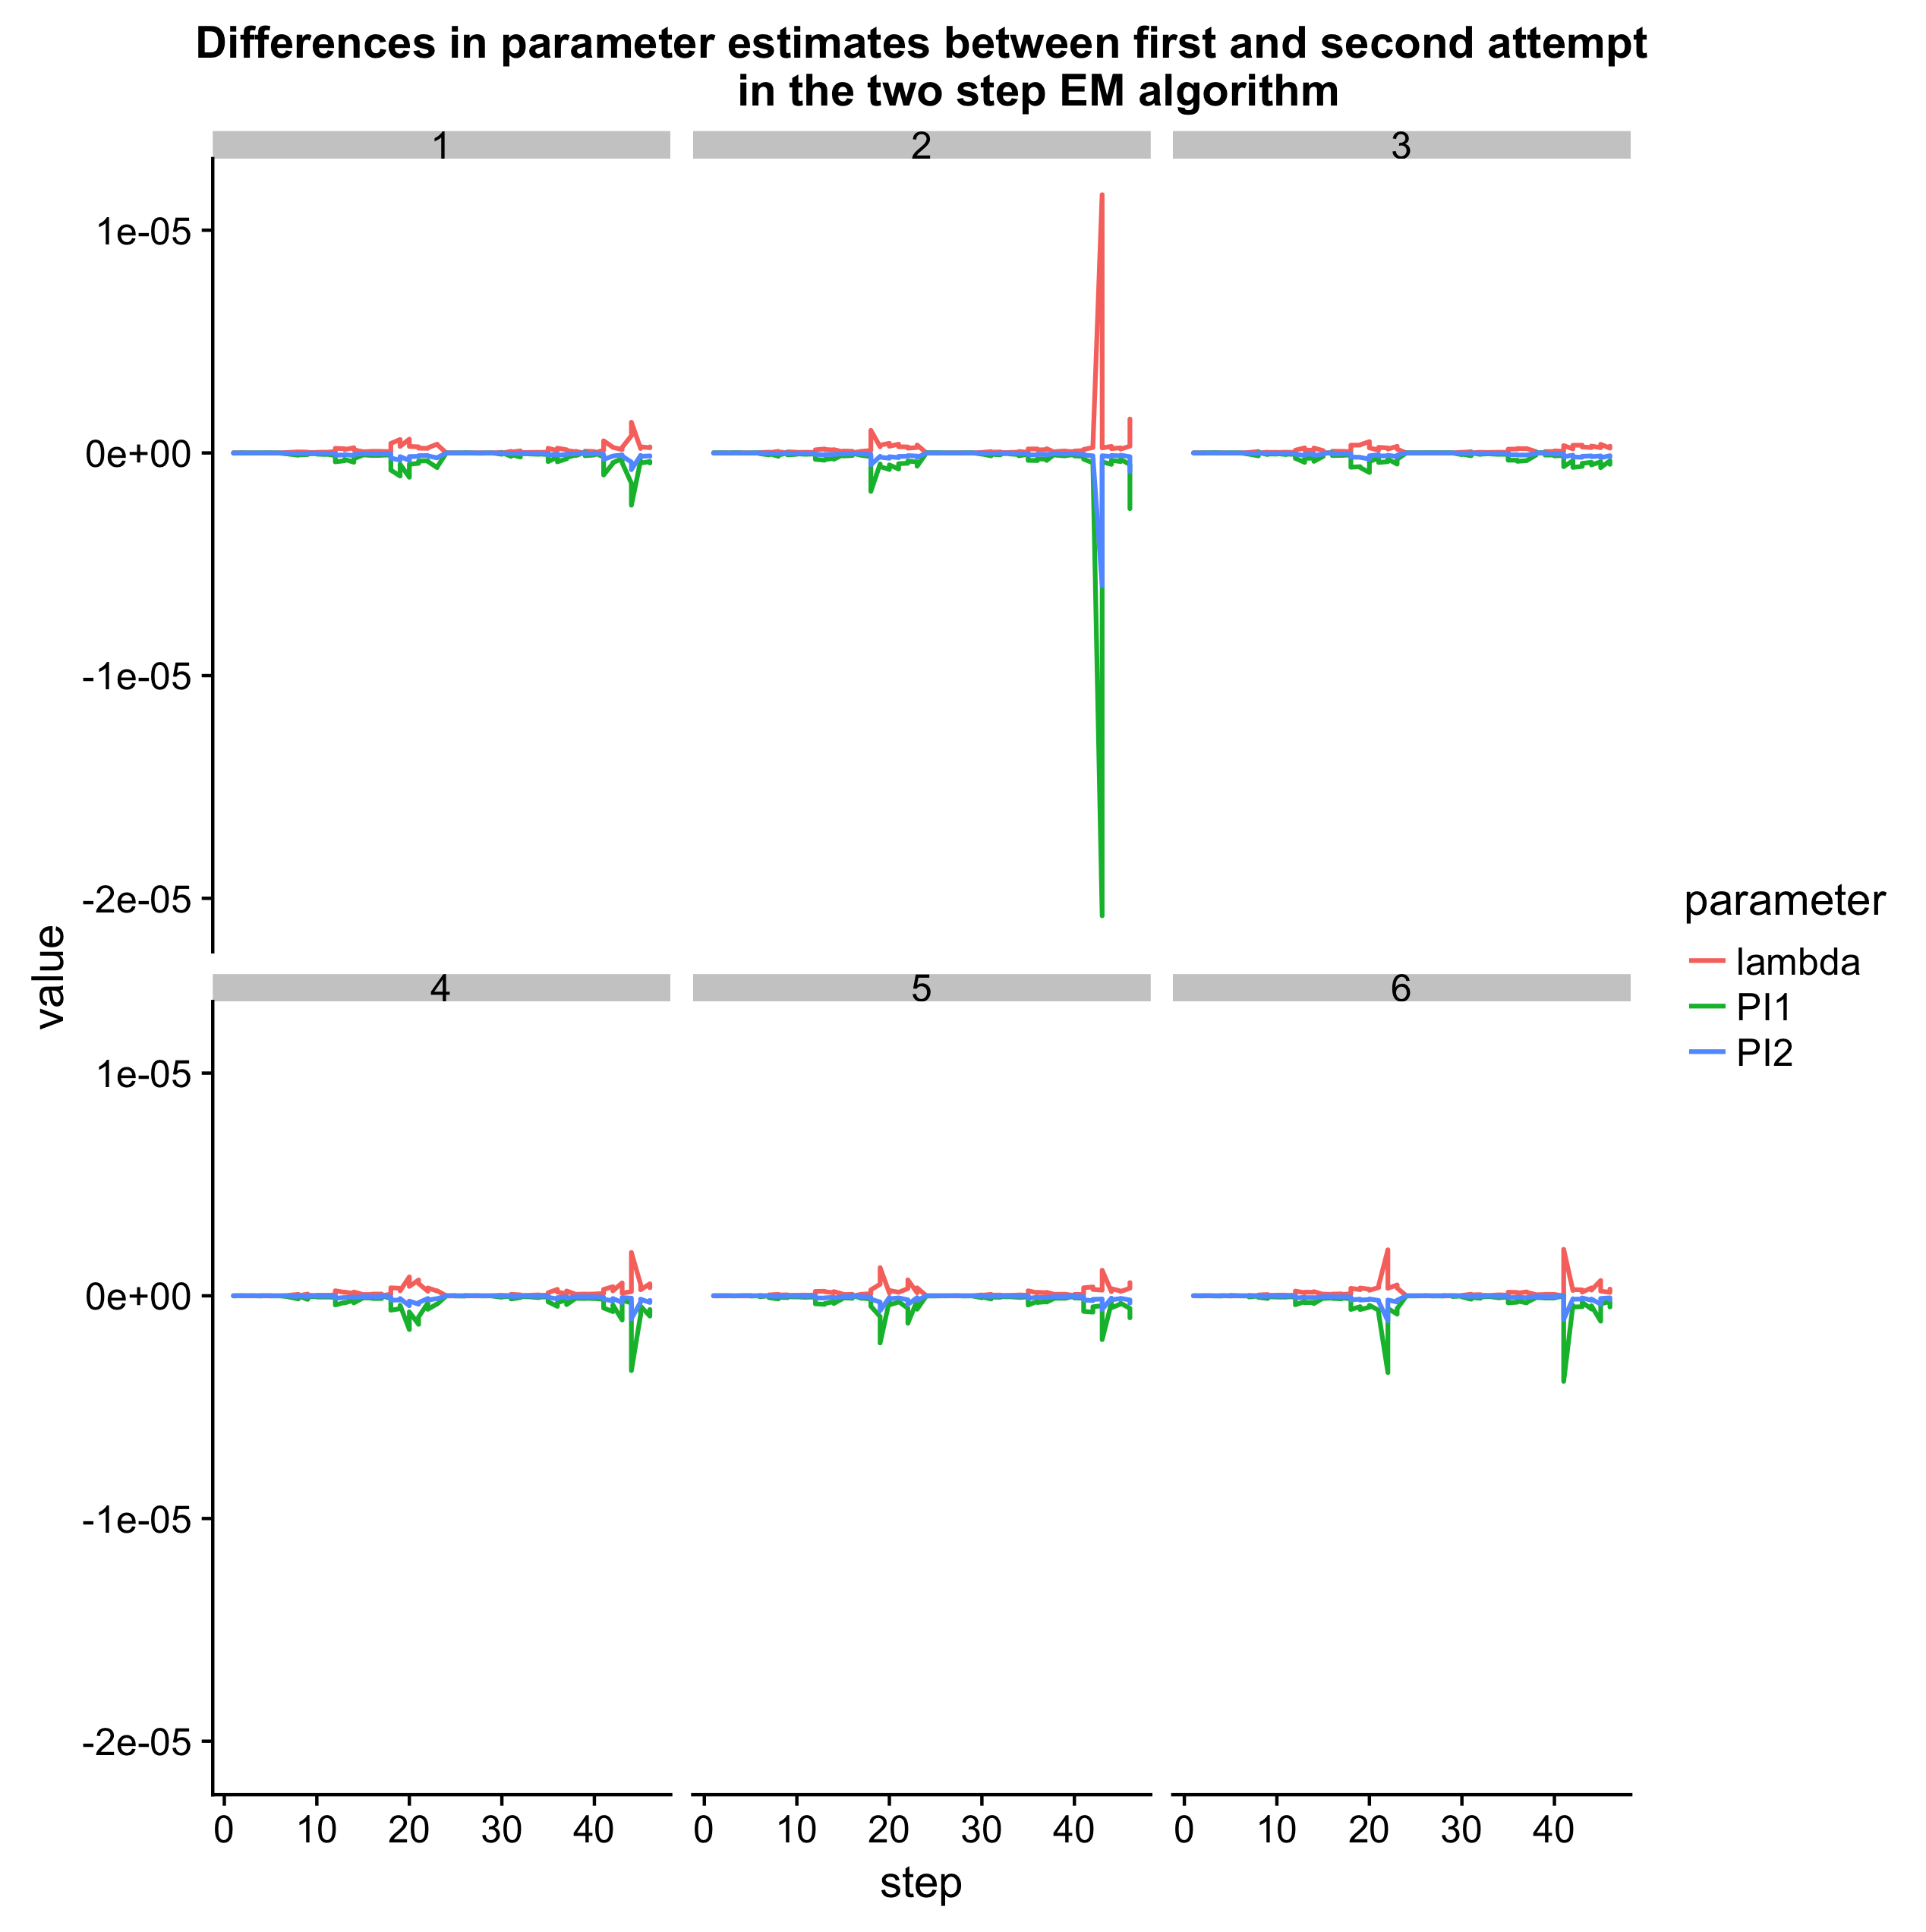 Differences in parameter estimates between first and second attempt
in the two step EM algorithm
1
2
3
1e-05
0e+00
-1e-05
-2e-05
value
4
5
6
1e-05
0e+00
-1e-05
-2e-05
0 10 20 30 40
0 10 20 30 40
0 10 20 30 40
step
parameter
lambda
PI1
PI2